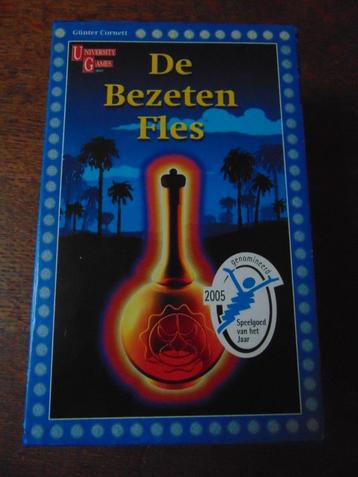 Günter Cornett
UNIVERSITY
GAMES
De
Bezeten
Fles
genomineerd
2005
Speelgoed
van het
Jaar